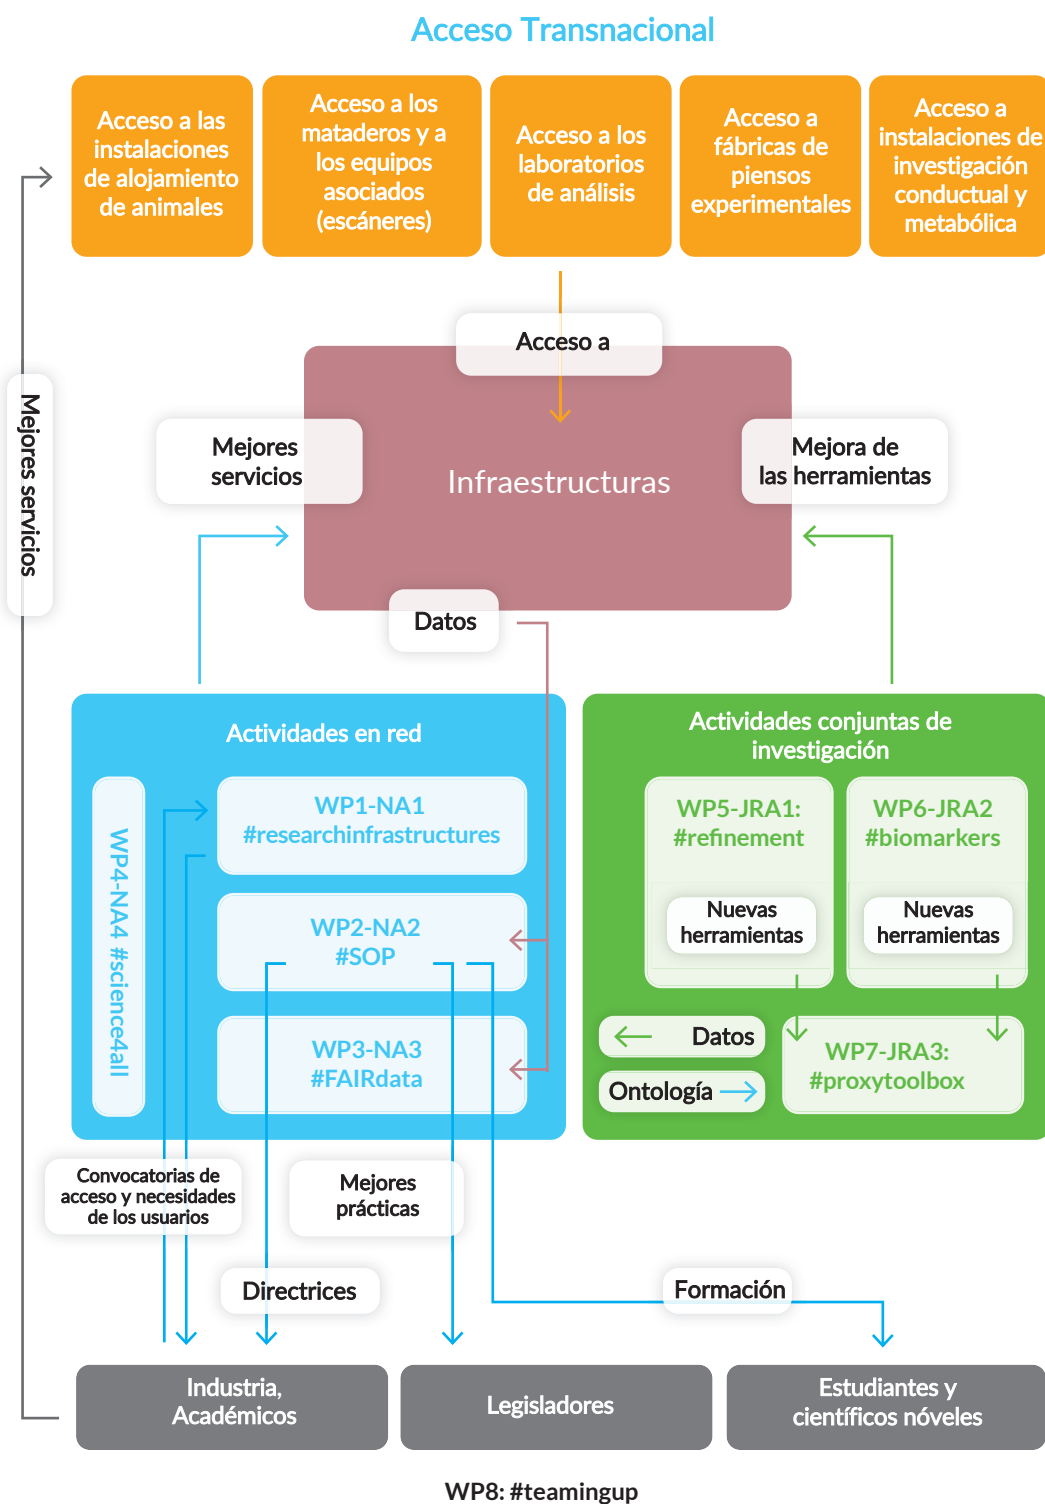 Acceso Transnacional
Acceso a las
instalaciones
de alojamiento
de animales
Acceso a los
mataderos y a
los equipos
asociados
(escáneres)
Acceso a los
laboratorios
de análisis
Acceso a
fábricas de
piensos
experimentales
Acceso a
instalaciones de
investigación
conductual y
metabólica
Acceso a
Mejores servicios
Mejores
servicios
Infraestructuras
Mejora de
las herramientas
Datos
Actividades en red
WP4-NA4 #science4all
WP1-NA1
#researchinfrastructures
WP2-NA2
#SOP
WP3-NA3
#FAIRdata
Actividades conjuntas de
investigación
WP5-JRA1:
#refinement
Nuevas
herramientas
WP6-JRA2
#biomarkers
Nuevas
herramientas
Datos
Ontología
WP7-JRA3:
#proxytoolbox
Convocatorias de
acceso y necesidades
de los usuarios
Mejores
prácticas
Directrices
Formación
Industria,
Académicos
Legisladores
Estudiantes y
científicos nóveles
WP8: #teamingup